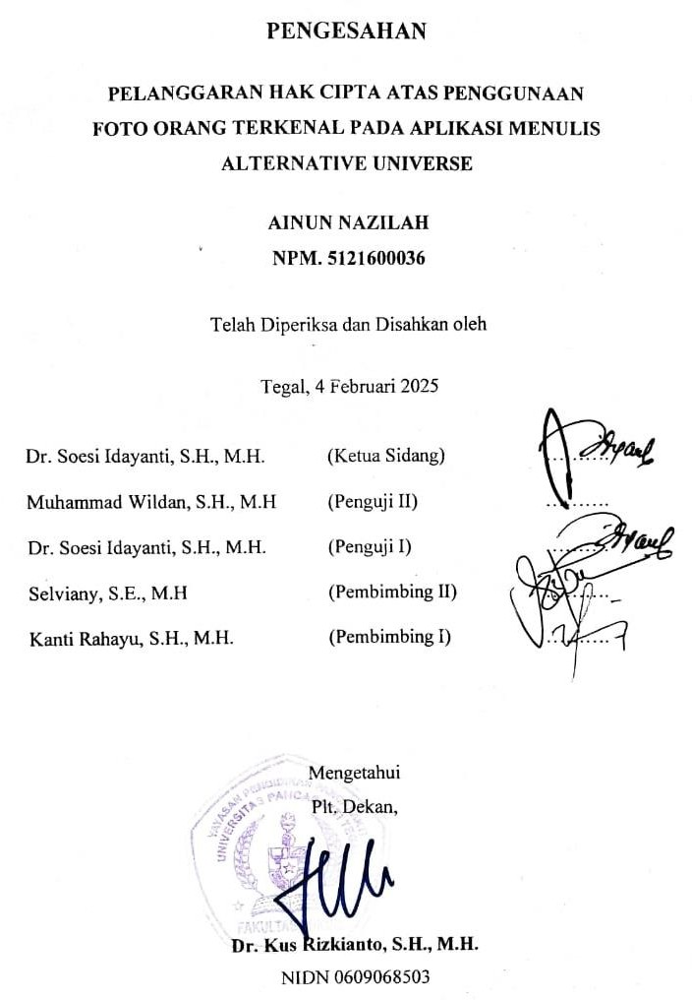 PENGESAHAN
PELANGGARAN HAK CIPTA ATAS PENGGUNAAN
FOTO ORANG TERKENAL PADA APLIKASI MENULIS
ALTERNATIVE UNIVERSE
AINUN NAZILAH
NPM. 5121600036
Telah Diperiksa dan Disahkan oleh
Tegal, 4 Februari 2025
Dr. Soesi Idayanti, S.H., M.H. (Ketua Sidang) ..........
Muhammad Wildan, S.H., M.H (Penguji II) ..........
Dr. Soesi Idayanti, S.H., M.H. (Penguji I) ..........
Selviany, S.E., M.H (Pembimbing II) ..........
Kanti Rahayu, S.H., M.H. (Pembimbing I) ..........
Mengetahui
Plt. Dekan,
YAYASAN PENDIDIKAN
UNIVERSITAS
FAKULTAS
Dr. Kus Rizkianto, S.H., M.H.
NIDN 0609068503